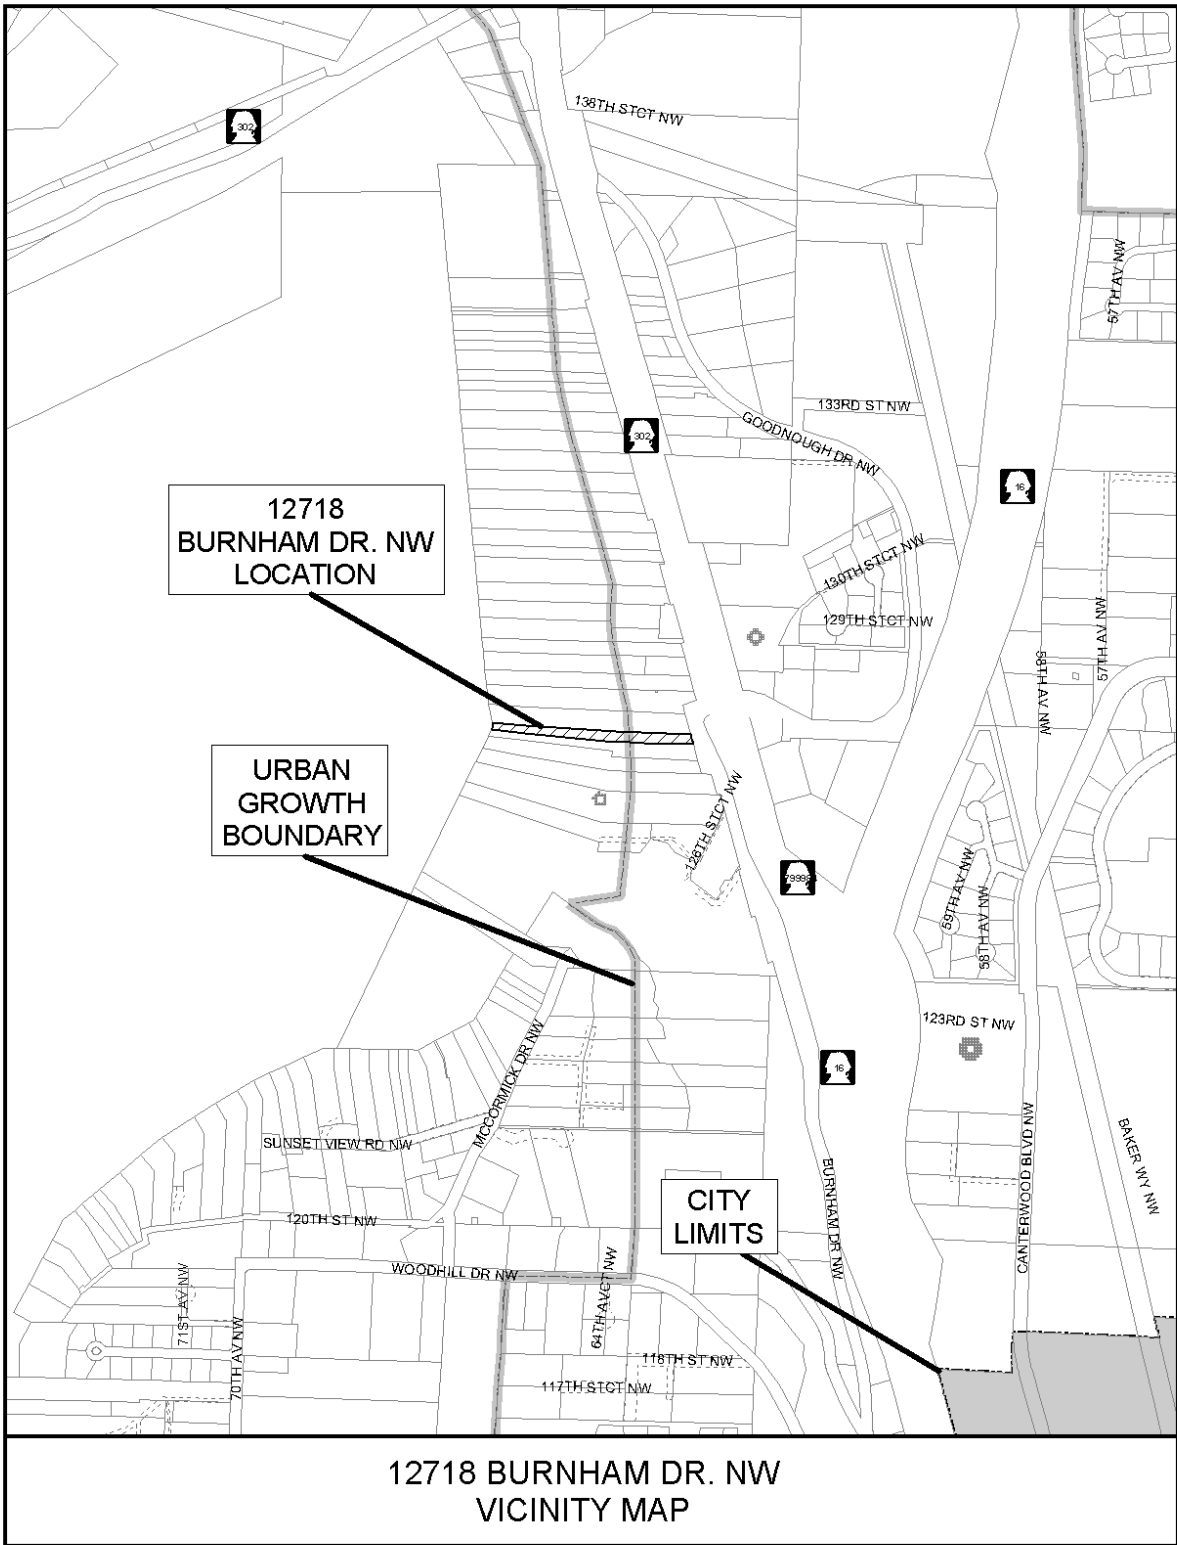 138TH STCT NW
302
57TH AV NW
133RD ST NW
GOODNOUGH DR NW
302
16
12718
BURNHAM DR. NW
LOCATION
130TH STCT NW
129TH STCT NW
57TH AV NW
58TH AV NW
URBAN
GROWTH
BOUNDARY
126TH STCT NW
59TH AV NW
58TH AV NW
123RD ST NW
16
MCCORMICK DR NW
SUNSET VIEW RD NW
CANTERWOOD BLVD NW
BAKER WY NW
BURNHAM DR NW
CITY
LIMITS
120TH ST NW
WOODHILL DR NW
64TH AVCT NW
71ST AV NW
70TH AV NW
118TH ST NW
117TH STCT NW
12718 BURNHAM DR. NW
VICINITY MAP